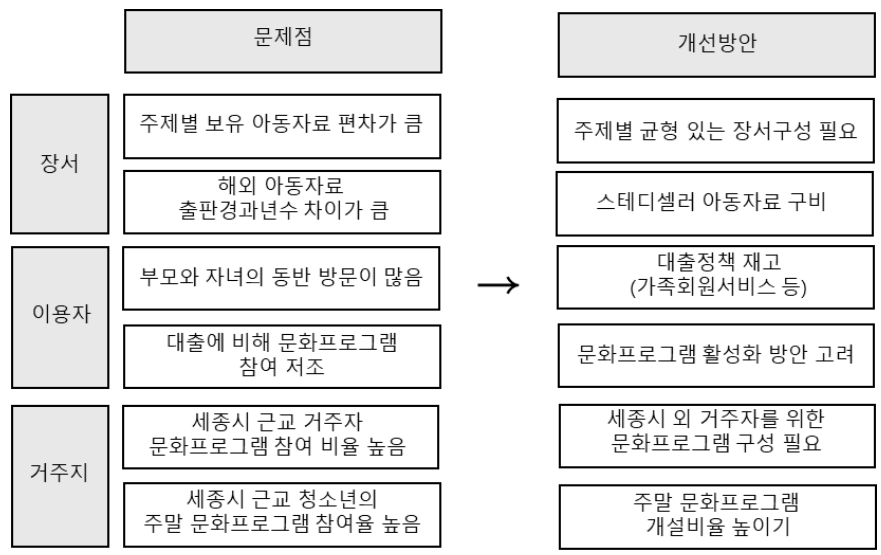 문제점
개선방안
장서
주제별 보유 아동자료 편차가 큼
주제별 균형 있는 장서구성 필요
해외 아동자료
출판경과년수 차이가 큼
스테디셀러 아동자료 구비
이용자
부모와 자녀의 동반 방문이 많음
→
대출정책 재고
(가족회원서비스 등)
대출에 비해 문화프로그램
참여 저조
문화프로그램 활성화 방안 고려
거주지
세종시 근교 거주자
문화프로그램 참여 비율 높음
세종시 외 거주자를 위한
문화프로그램 구성 필요
세종시 근교 청소년의
주말 문화프로그램 참여율 높음
주말 문화프로그램
개설비율 높이기